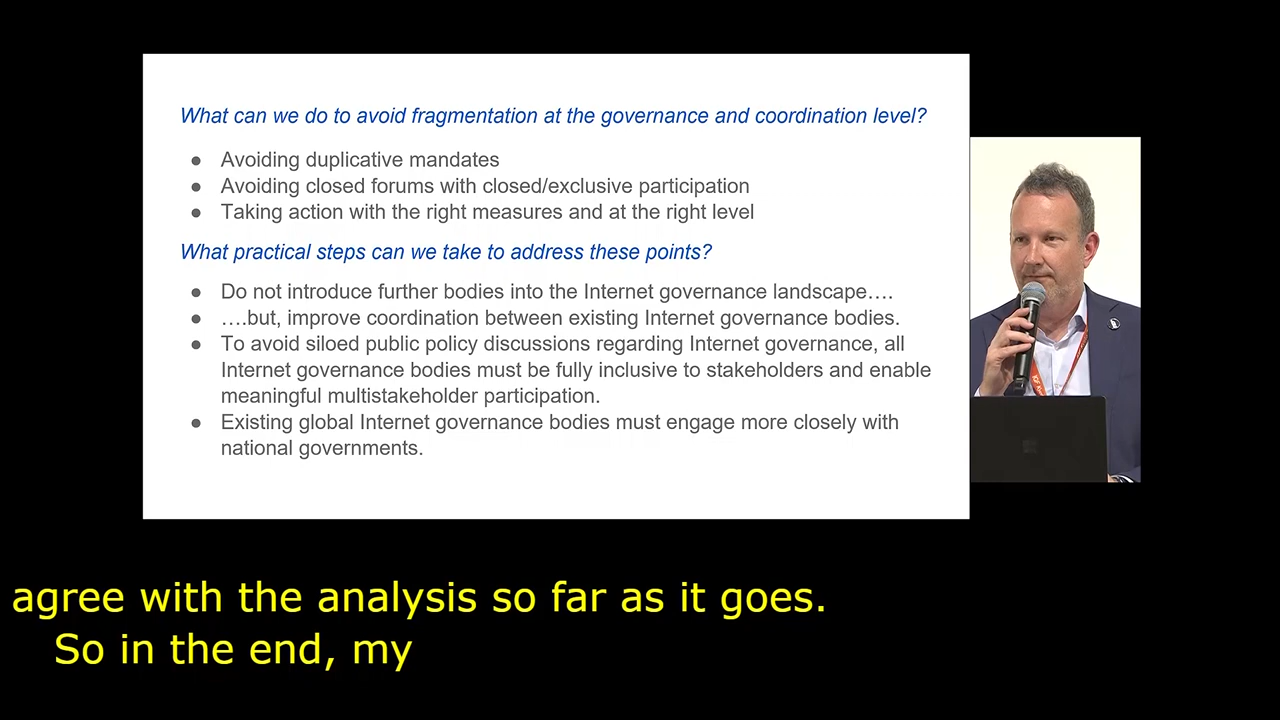 What can we do to avoid fragmentation at the governance and coordination level?
● Avoiding duplicative mandates
● Avoiding closed forums with closed/exclusive participation
● Taking action with the right measures and at the right level
What practical steps can we take to address these points?
● Do not introduce further bodies into the Internet governance landscape….
● ….but, improve coordination between existing Internet governance bodies.
● To avoid siloed public policy discussions regarding Internet governance, all
Internet governance bodies must be fully inclusive to stakeholders and enable
meaningful multistakeholder participation.
● Existing global Internet governance bodies must engage more closely with
national governments.
agree with the analysis so far as it goes.
So in the end, my